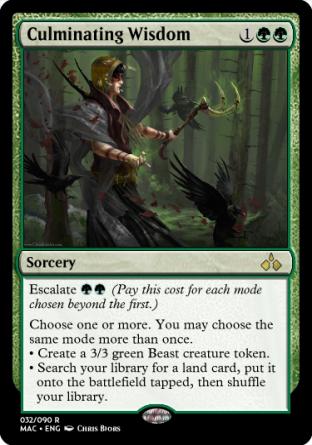 Culminating Wisdom 1
Sorcery
Escalate (Pay this cost for each mode
chosen beyond the first.)
Choose one or more. You may choose the
same mode more than once.
• Create a 3/3 green Beast creature token.
• Search your library for a land card, put it
onto the battlefield tapped, then shuffle
your library.
032/090 R
MAC • ENG Chris Bjors